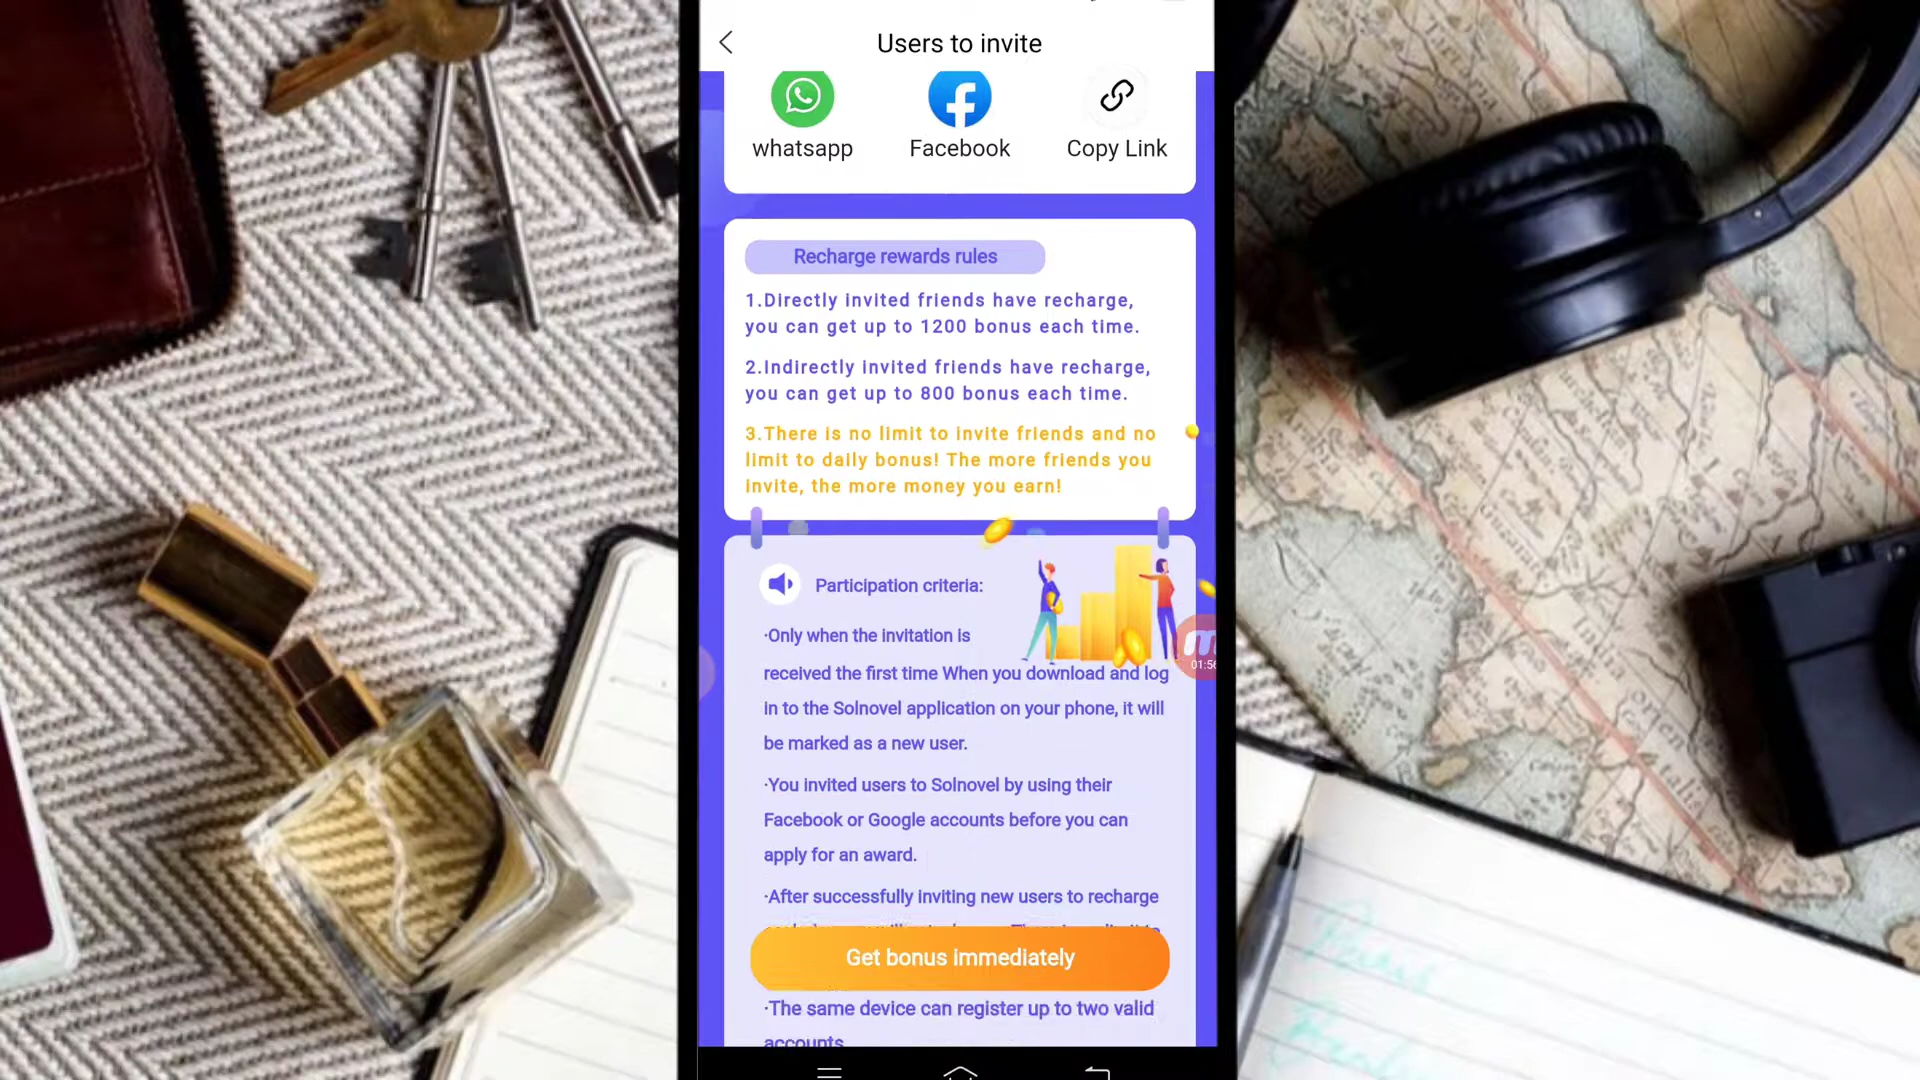 Users to invite
whatsapp
Facebook
Copy Link
Recharge rewards rules
1.Directly invited friends have recharge,
you can get up to 1200 bonus each time.
2.Indirectly invited friends have recharge,
you can get up to 800 bonus each time.
3.There is no limit to invite friends and no
limit to daily bonus! The more friends you
invite, the more money you earn!
Participation criteria:
·Only when the invitation is
received the first time When you download and log
in to the Solnovel application on your phone, it will
be marked as a new user.
01:56
·You invited users to Solnovel by using their
Facebook or Google accounts before you can
apply for an award.
·After successfully inviting new users to recharge
Get bonus immediately
·The same device can register up to two valid
accounts